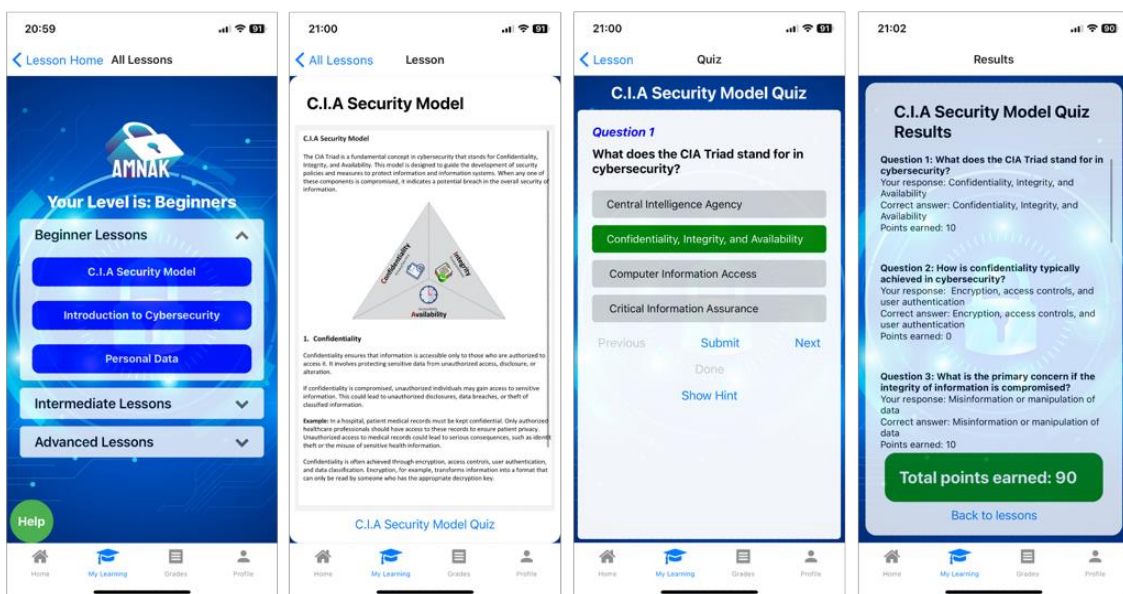 20:59
91
Lesson Home All Lessons
AMNAK
Your Level is: Beginners
Beginner Lessons
C.I.A Security Model
Introduction to Cybersecurity
Personal Data
Intermediate Lessons
Advanced Lessons
Help
Home My Learning Grades Profile
21:00
91
All Lessons Lesson
C.I.A Security Model
C.I.A Security Model
The CIA Triad is a fundamental concept in cybersecurity that stands for Confidentiality,
Integrity, and Availability. This model is designed to guide the development of security
policies and measures to protect information and information systems. When any one of
these components is compromised, it indicates a potential breach in the overall security of
information.
Confidentiality
Integrity
Availability
1. Confidentiality
Confidentiality ensures that information is accessible only to those who are authorized to
access it. It involves protecting sensitive data from unauthorized access, disclosure, or
alteration.
If confidentiality is compromised, unauthorized individuals may gain access to sensitive
information. This could lead to unauthorized disclosures, data breaches, or theft of
classified information.
Example: In a hospital, patient medical records must be kept confidential. Only authorized
healthcare professionals should have access to these records to ensure patient privacy.
Unauthorized access to medical records could lead to serious consequences, such as identit
theft or the misuse of sensitive health information.
Confidentiality is often achieved through encryption, access controls, user authentication,
and data classification. Encryption, for example, transforms information into a format that
can only be read by someone who has the appropriate decryption key.
C.I.A Security Model Quiz
Home My Learning Grades Profile
21:00
91
Lesson Quiz
C.I.A Security Model Quiz
Question 1
What does the CIA Triad stand for in
cybersecurity?
Central Intelligence Agency
Confidentiality, Integrity, and Availability
Computer Information Access
Critical Information Assurance
Previous Submit Next
Done
Show Hint
Home My Learning Grades Profile
21:02
90
Results
C.I.A Security Model Quiz
Results
Question 1: What does the CIA Triad stand for in
cybersecurity?
Your response: Confidentiality, Integrity, and
Availability
Correct answer: Confidentiality, Integrity, and
Availability
Points earned: 10
Question 2: How is confidentiality typically
achieved in cybersecurity?
Your response: Encryption, access controls, and
user authentication
Correct answer: Encryption, access controls, and
user authentication
Points earned: 0
Question 3: What is the primary concern if the
integrity of information is compromised?
Your response: Misinformation or manipulation of
data
Correct answer: Misinformation or manipulation of
data
Points earned: 10
Total points earned: 90
Back to lessons
Home My Learning Grades Profile